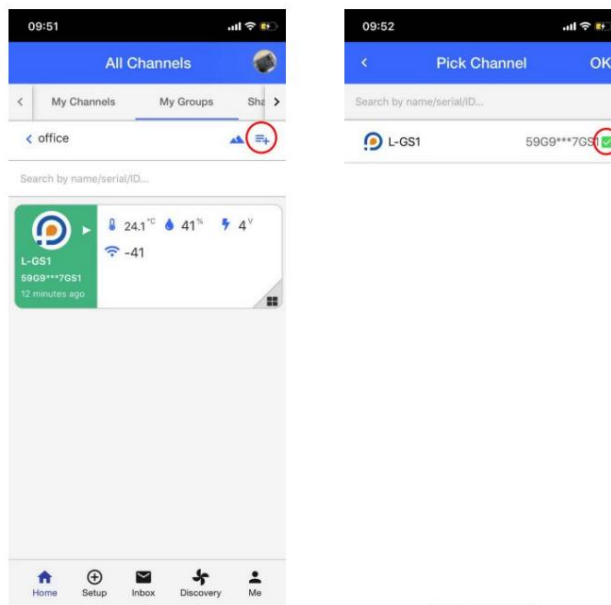 09:51
All Channels
My Channels My Groups Sha
office
Search by name/serial/ID...
24.1°C 41% 4V
-41
L-GS1
59G9***7GS1
12 minutes ago
Home Setup Inbox Discovery Me
09:52
Pick Channel OK
Search by name/serial/ID...
L-GS1 59G9***7GS1